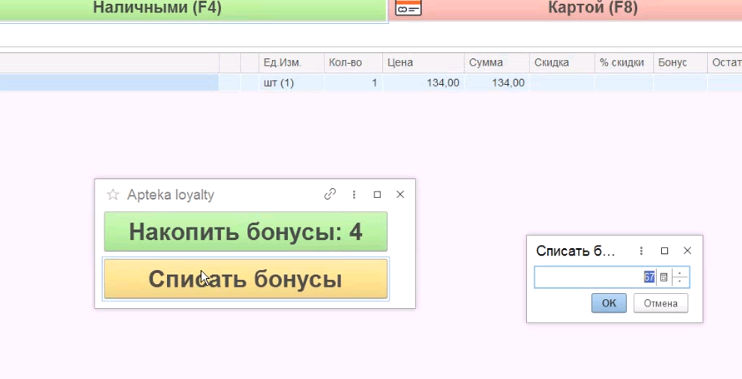 Наличными (F4)
Картой (F8)
Ед.Изм. Кол-во Цена Сумма Скидка % скидки Бонус Остат
шт (1) 1 134,00 134,00
Apteka loyalty
Накопить бонусы: 4
Списать бонусы
Списать б...
67
OK Отмена